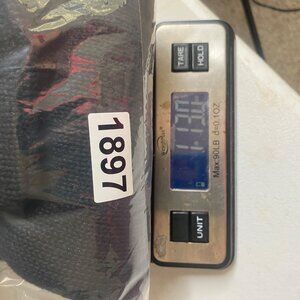 1897
TARE
HOLD
UNIT
Max:90LB d=0.1OZ